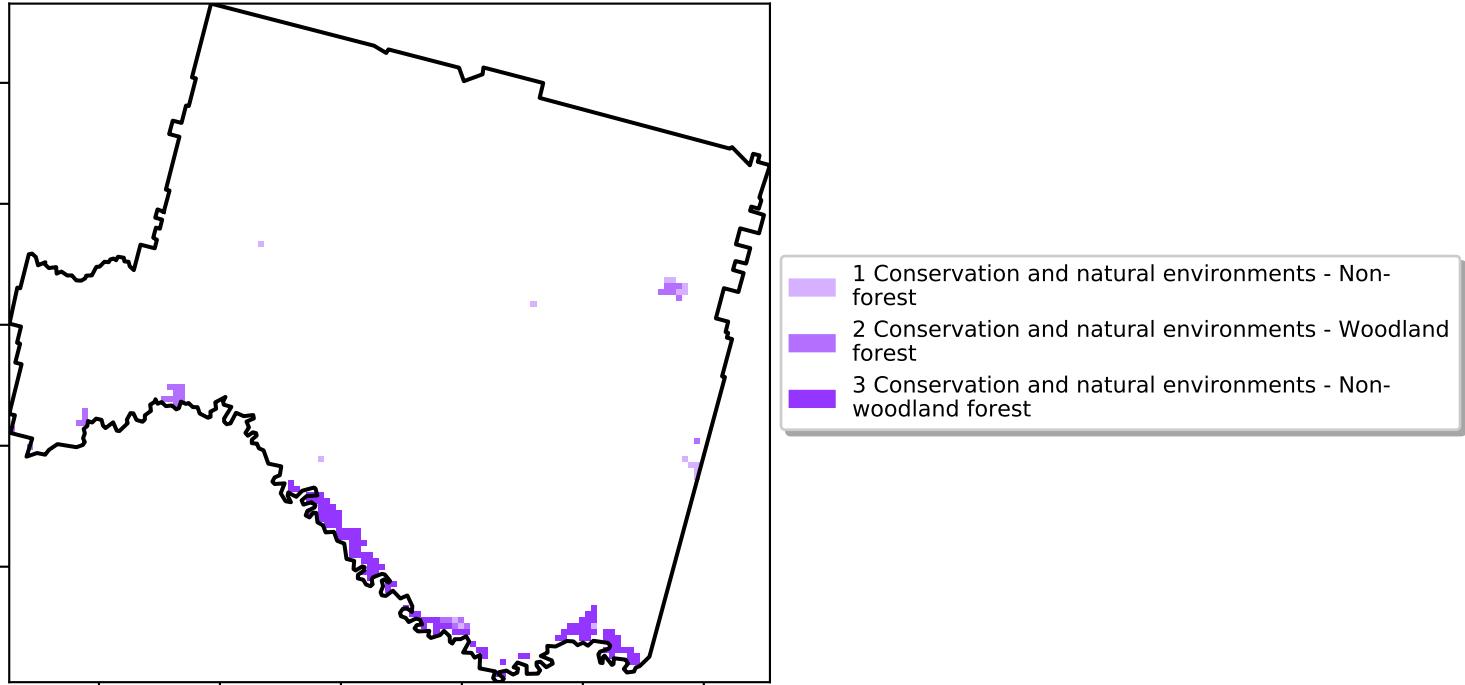 1 Conservation and natural environments - Non-
forest
2 Conservation and natural environments - Woodland
forest
3 Conservation and natural environments - Non-
woodland forest